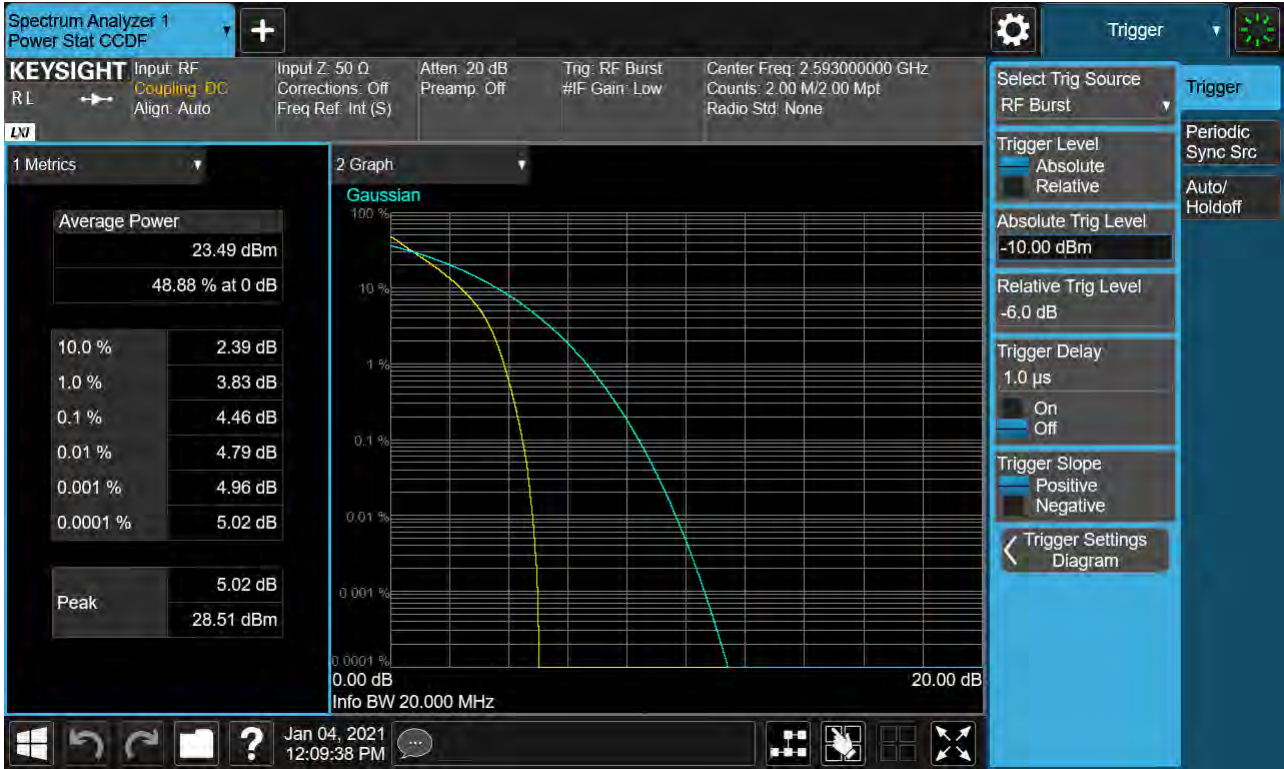 Spectrum Analyzer 1
Power Stat CCDF
+
Trigger
KEYSIGHT
R L
LXI
Input: RF
Coupling: DC
Align: Auto
Input Z: 50 Ω
Corrections: Off
Freq Ref: Int (S)
Atten: 20 dB
Preamp: Off
Trig: RF Burst
#IF Gain: Low
Center Freq: 2.593000000 GHz
Counts: 2.00 M/2.00 Mpt
Radio Std: None
1 Metrics
Average Power
23.49 dBm
48.88 % at 0 dB
10.0 % 2.39 dB
1.0 % 3.83 dB
0.1 % 4.46 dB
0.01 % 4.79 dB
0.001 % 4.96 dB
0.0001 % 5.02 dB
Peak
5.02 dB
28.51 dBm
2 Graph
Gaussian
100 %
10 %
1 %
0.1 %
0.01 %
0.001 %
0.0001 %
0.00 dB 20.00 dB
Info BW 20.000 MHz
Select Trig Source
RF Burst
Trigger Level
Absolute
Relative
Absolute Trig Level
-10.00 dBm
Relative Trig Level
-6.0 dB
Trigger Delay
1.0 µs
On
Off
Trigger Slope
Positive
Negative
Trigger Settings
Diagram
Trigger
Periodic
Sync Src
Auto/
Holdoff
?
Jan 04, 2021
12:09:38 PM